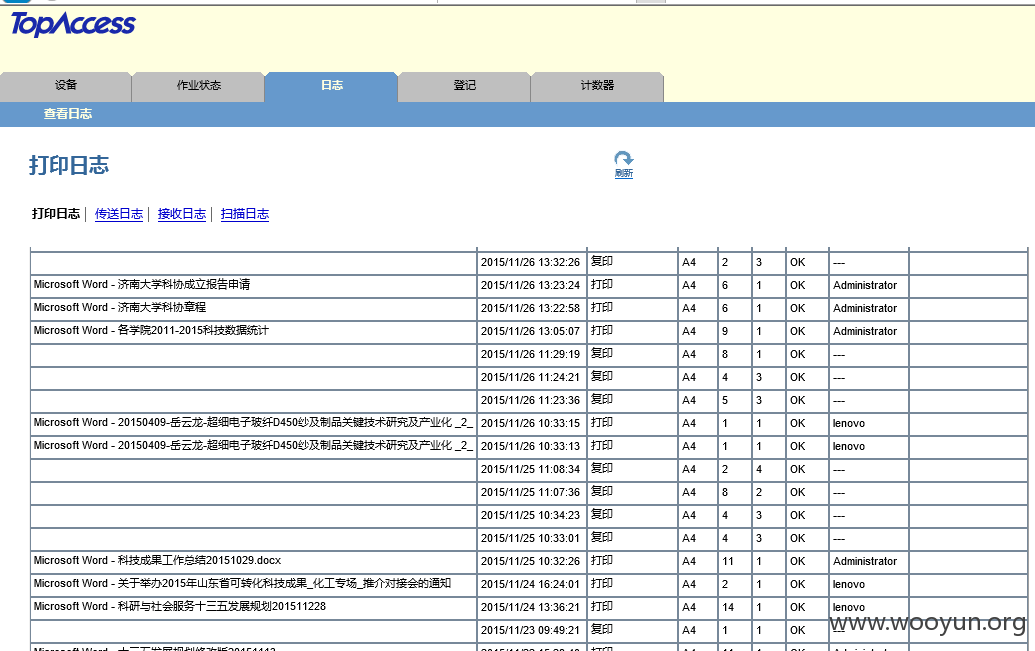 TopAccess
设备 作业状态 日志 登记 计数器
查看日志
打印日志
刷新
打印日志 传送日志 接收日志 扫描日志
2015/11/26 13:32:26 复印 A4 2 3 OK ---
Microsoft Word - 济南大学科协成立报告申请 2015/11/26 13:23:24 打印 A4 6 1 OK Administrator
Microsoft Word - 济南大学科协章程 2015/11/26 13:22:58 打印 A4 6 1 OK Administrator
Microsoft Word - 各学院2011-2015科技数据统计 2015/11/26 13:05:07 打印 A4 9 1 OK Administrator
2015/11/26 11:29:19 复印 A4 8 1 OK ---
2015/11/26 11:24:21 复印 A4 4 3 OK ---
2015/11/26 11:23:36 复印 A4 5 3 OK ---
Microsoft Word - 20150409-岳云龙-超细电子玻纤D450纱及制品关键技术研究及产业化 _2_ 2015/11/26 10:33:15 打印 A4 1 1 OK lenovo
Microsoft Word - 20150409-岳云龙-超细电子玻纤D450纱及制品关键技术研究及产业化 _2_ 2015/11/26 10:33:13 打印 A4 1 1 OK lenovo
2015/11/25 11:08:34 复印 A4 2 4 OK ---
2015/11/25 11:07:36 复印 A4 8 2 OK ---
2015/11/25 10:34:23 复印 A4 4 3 OK ---
2015/11/25 10:33:01 复印 A4 4 3 OK ---
Microsoft Word - 科技成果工作总结20151029.docx 2015/11/25 10:32:26 打印 A4 11 1 OK Administrator
Microsoft Word - 关于举办2015年山东省可转化科技成果_化工专场_推介对接会的通知 2015/11/24 16:24:01 打印 A4 2 1 OK lenovo
Microsoft Word - 科研与社会服务十三五发展规划201511228 2015/11/24 13:36:21 打印 A4 14 1 OK lenovo
www.wooyun.org
2015/11/23 09:49:21 复印 A4 1 1 OK ---